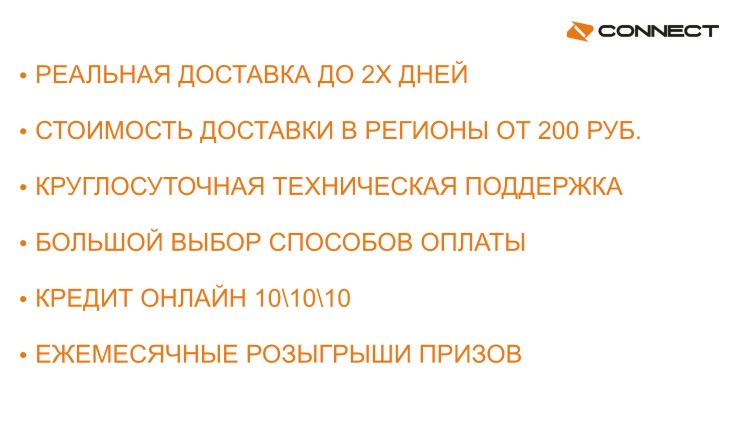 CONNECT
• РЕАЛЬНАЯ ДОСТАВКА ДО 2Х ДНЕЙ
• СТОИМОСТЬ ДОСТАВКИ В РЕГИОНЫ ОТ 200 РУБ.
• КРУГЛОСУТОЧНАЯ ТЕХНИЧЕСКАЯ ПОДДЕРЖКА
• БОЛЬШОЙ ВЫБОР СПОСОБОВ ОПЛАТЫ
• КРЕДИТ ОНЛАЙН 10\10\10
• ЕЖЕМЕСЯЧНЫЕ РОЗЫГРЫШИ ПРИЗОВ